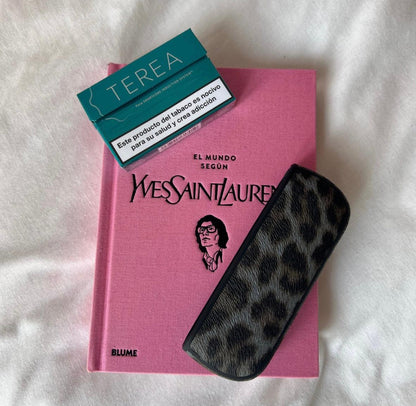 TEREA
Este producto del tabaco es nocivo
para su salud y crea adicción
EL MUNDO
SEGÚN
YVESSAINTLAUREN
BLUME